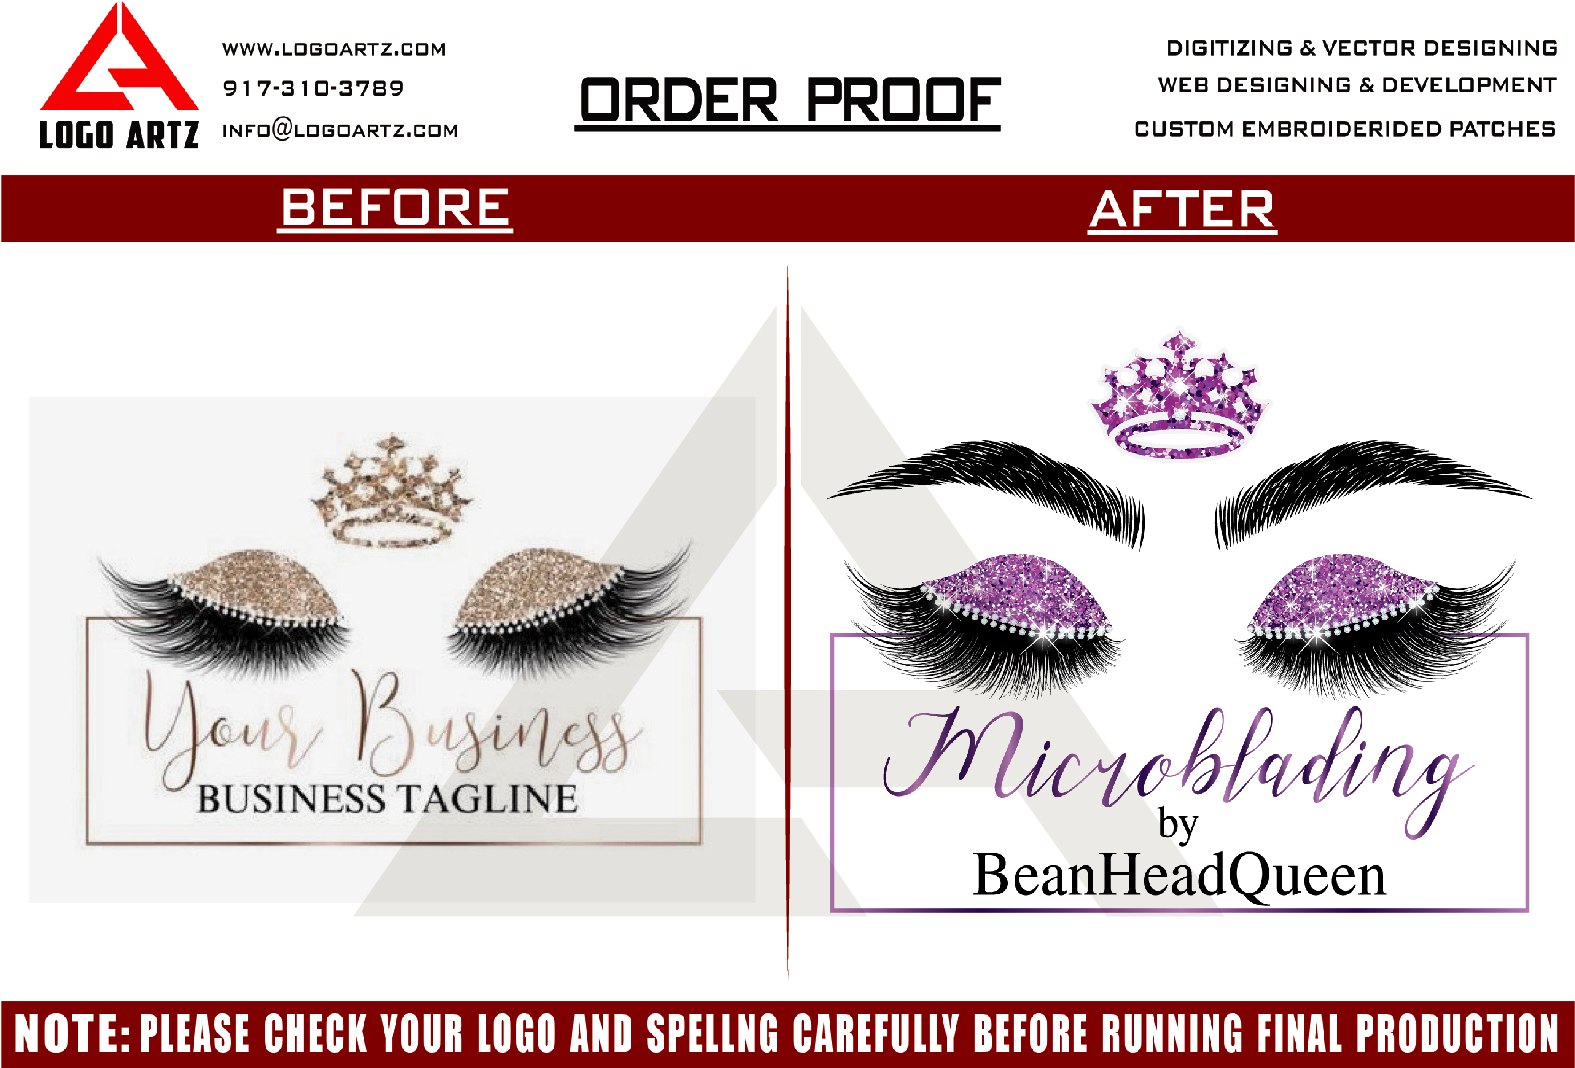 LOGO ARTZ
WWW.LOGOARTZ.COM
917-310-3789
INFO@LOGOARTZ.COM
ORDER PROOF
DIGITIZING & VECTOR DESIGNING
WEB DESIGNING & DEVELOPMENT
CUSTOM EMBROIDERIDED PATCHES
BEFORE
AFTER
Your Business
BUSINESS TAGLINE
Microblading
by
BeanHeadQueen
NOTE: PLEASE CHECK YOUR LOGO AND SPELLNG CAREFULLY BEFORE RUNNING FINAL PRODUCTION